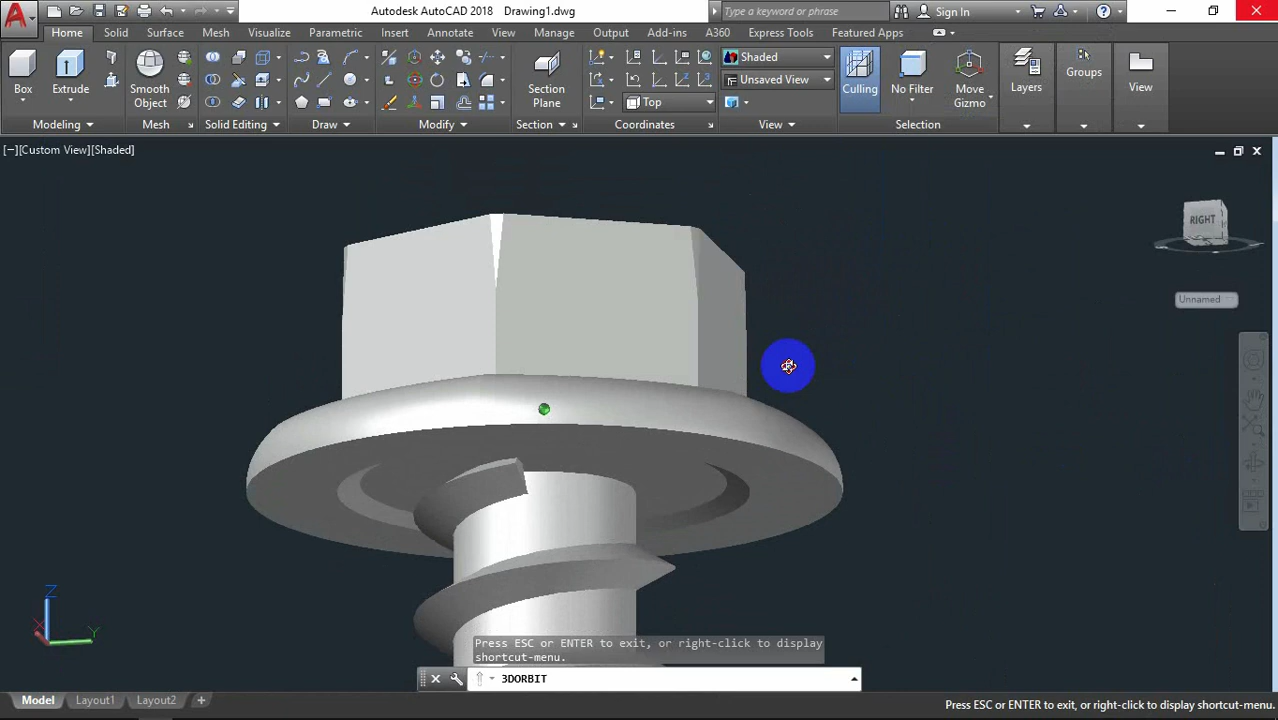 Autodesk AutoCAD 2018 Drawing1.dwg
Type a keyword or phrase
Sign In
Home Solid Surface Mesh Visualize Parametric Insert Annotate View Manage Output Add-ins A360 Express Tools Featured Apps
Box
Extrude
Smooth
Object
Section
Plane
Shaded
Unsaved View
Top
Culling
No Filter
Move
Gizmo
Layers
Groups
View
Modeling
Mesh
Solid Editing
Draw
Modify
Section
Coordinates
View
Selection
[−][Custom View][Shaded]
RIGHT
Unnamed
Z
X
Y
Press ESC or ENTER to exit, or right-click to display
shortcut-menu.
3DORBIT
Model Layout1 Layout2 +
Press ESC or ENTER to exit, or right-click to display shortcut-menu.